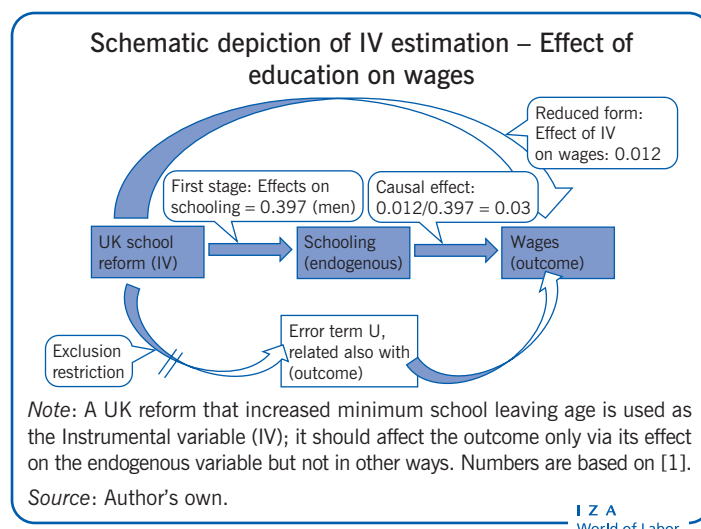 Schematic depiction of IV estimation – Effect of
education on wages
Reduced form:
Effect of IV
on wages: 0.012
First stage: Effects on
schooling = 0.397 (men)
Causal effect:
0.012/0.397 = 0.03
UK school
reform (IV)
Schooling
(endogenous)
Wages
(outcome)
Exclusion
restriction
Error term U,
related also with
(outcome)
Note: A UK reform that increased minimum school leaving age is used as
the Instrumental variable (IV); it should affect the outcome only via its effect
on the endogenous variable but not in other ways. Numbers are based on [1].
Source: Author's own.
I Z A
World of Labor